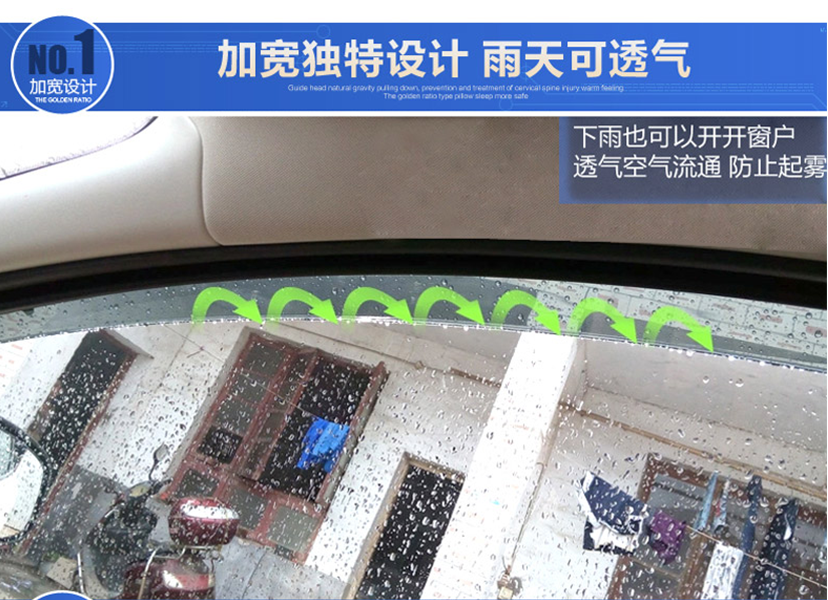 NO.1
加宽设计
THE GOLDEN RATIO
加宽独特设计 雨天可透气
Guide head natural gravity pulling down, prevention and treatment of cervical spine injury.warm feeling.
The golden ratio type pillow sleep more safe
下雨也可以开开窗户
透气空气流通 防止起雾